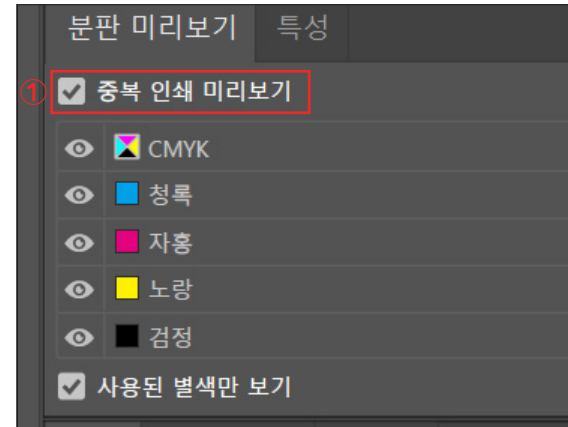 분판 미리보기 특성
① 중복 인쇄 미리보기
CMYK
청록
자홍
노랑
검정
사용된 별색만 보기